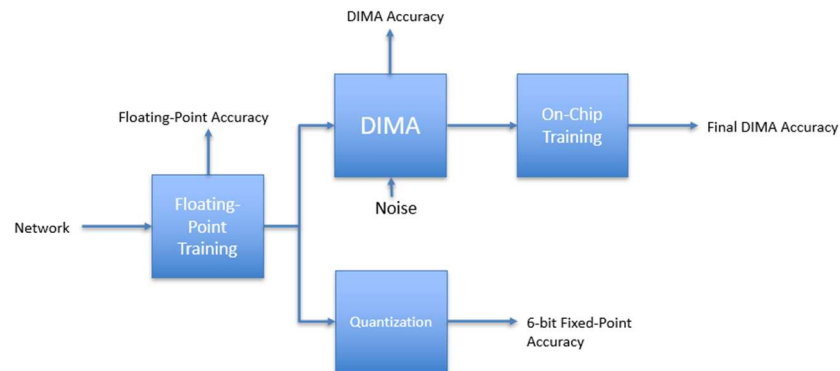 DIMA Accuracy
Floating-Point Accuracy
DIMA
On-Chip
Training
Final DIMA Accuracy
Noise
Network
Floating-
Point
Training
Quantization
6-bit Fixed-Point
Accuracy